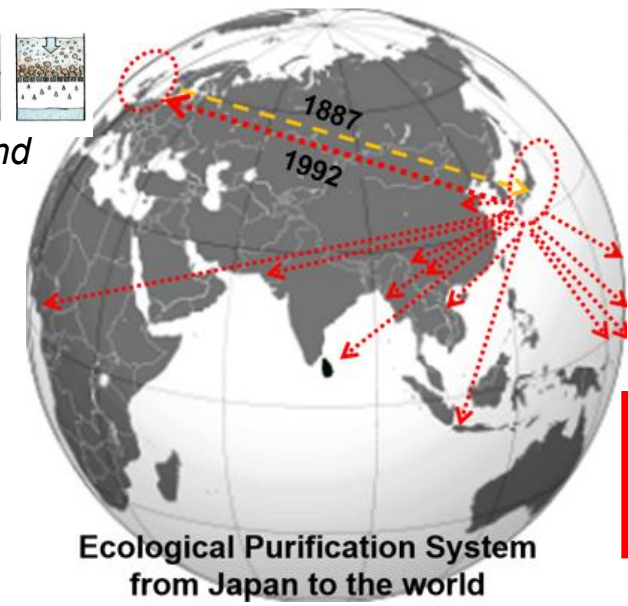 nd
1887
1992
Ecological Purification System
from Japan to the world